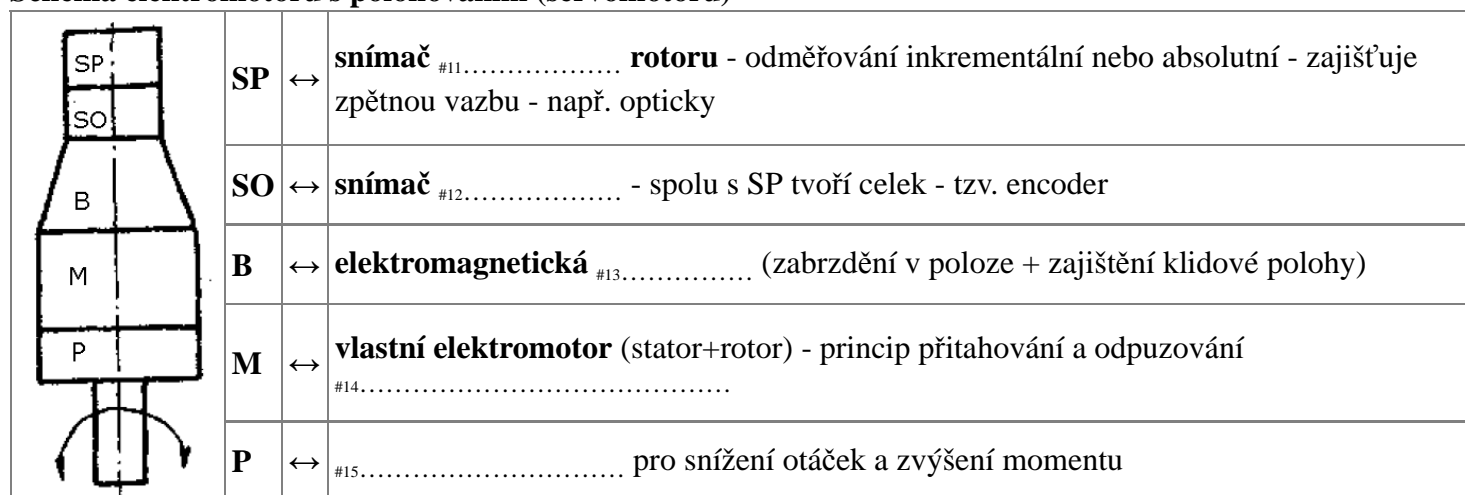 Schéma elektromotoru s polohováním (servomotoru)
SP
SO
B
M
P
SP ↔ snímač #11……………… rotoru - odměřování inkrementální nebo absolutní - zajišťuje
zpětnou vazbu - např. opticky
SO ↔ snímač #12……………… - spolu s SP tvoří celek - tzv. encoder
B ↔ elektromagnetická #13…………… (zabrzdění v poloze + zajištění klidové polohy)
M ↔ vlastní elektromotor (stator+rotor) - princip přitahování a odpuzování
#14……………………………………
P ↔ #15………………………… pro snížení otáček a zvýšení momentu